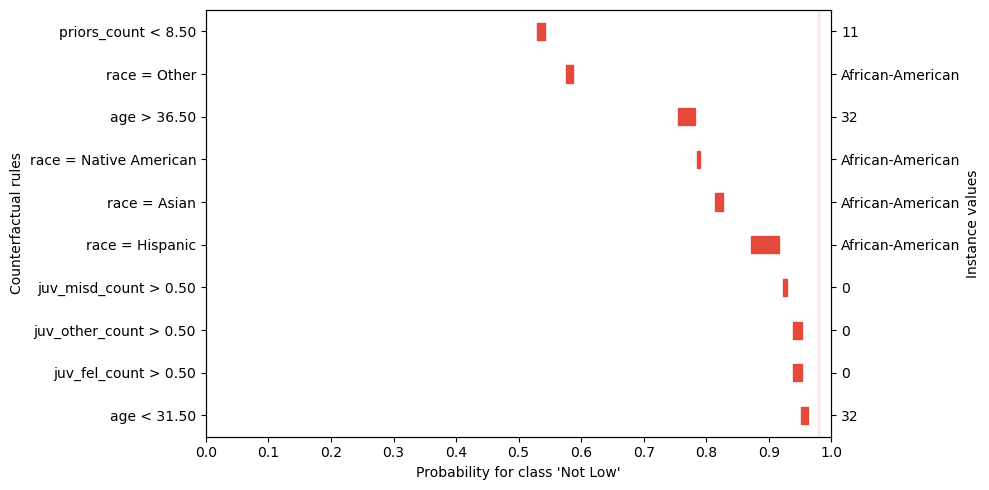 Counterfactual rules
priors_count < 8.50
race = Other
age > 36.50
race = Native American
race = Asian
race = Hispanic
juv_misd_count > 0.50
juv_other_count > 0.50
juv_fel_count > 0.50
age < 31.50
11
African-American
32
African-American
African-American
African-American
0
0
0
32
Instance values
0.0 0.1 0.2 0.3 0.4 0.5 0.6 0.7 0.8 0.9 1.0
Probability for class 'Not Low'